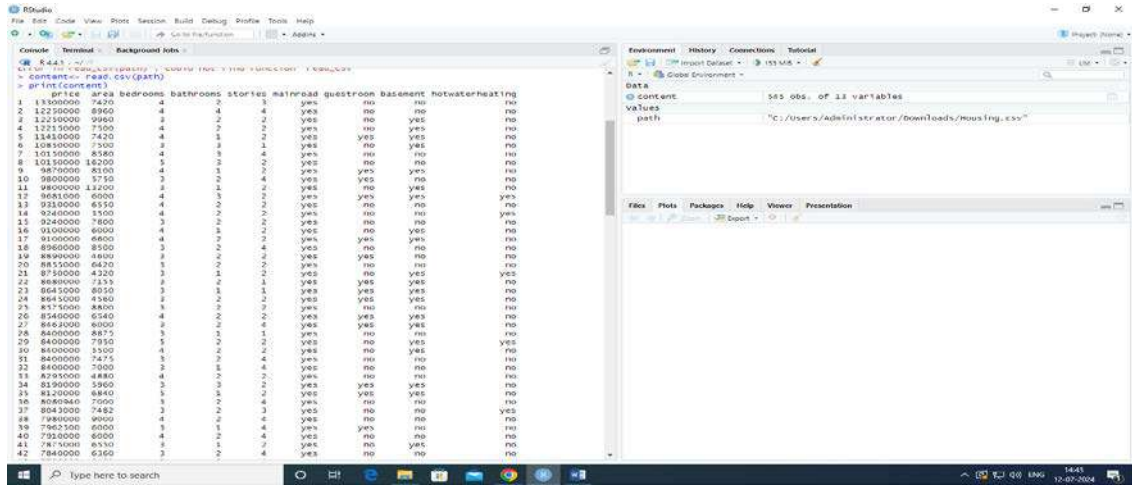 RStudio
File Edit Code View Plots Session Build Debug Profile Tools Help
Go to file/function Addins
Project: (None)
Console Terminal Background Jobs
R 4.4.1 · ~/
> content<- read.csv(path)
> print(content)
price area bedrooms bathrooms stories mainroad guestroom basement hotwaterheating
1 13300000 7420 4 2 3 yes no no no
2 12250000 8960 4 4 4 yes no no no
3 12250000 9960 3 2 2 yes no yes no
4 12215000 7500 4 2 2 yes no yes no
5 11410000 7420 4 1 2 yes yes yes no
6 10850000 7500 3 3 1 yes no yes no
7 10150000 8580 4 3 4 yes no no no
8 10150000 16200 5 3 2 yes no no no
9 9870000 8100 4 1 2 yes yes yes no
10 9800000 5750 3 2 4 yes yes no no
11 9800000 13200 3 1 2 yes no yes no
12 9681000 6000 4 3 2 yes yes yes yes
13 9310000 6550 4 2 2 yes no no no
14 9240000 3500 4 2 2 yes no no yes
15 9240000 7800 3 2 2 yes no no no
16 9100000 6000 4 1 2 yes no yes no
17 9100000 6600 4 2 2 yes yes yes no
18 8960000 8500 3 2 4 yes no no no
19 8890000 4600 3 2 2 yes yes no no
20 8855000 6420 3 2 2 yes no no no
21 8750000 4320 3 1 2 yes no yes yes
22 8680000 7155 3 2 1 yes yes yes no
23 8645000 8050 3 1 1 yes yes yes no
24 8645000 4560 3 2 2 yes yes yes no
25 8575000 8800 3 2 2 yes no no no
26 8540000 6540 4 2 2 yes yes yes no
27 8463000 6000 3 2 4 yes yes yes no
28 8400000 8875 3 1 1 yes no no no
29 8400000 7950 5 2 2 yes no yes yes
30 8400000 5500 4 2 2 yes no yes no
31 8400000 7475 3 2 4 yes no no no
32 8400000 7000 3 1 4 yes no no no
33 8295000 4880 4 2 2 yes no no no
34 8190000 5960 3 3 2 yes yes yes no
35 8120000 6840 5 1 2 yes yes yes no
36 8080940 7000 3 2 4 yes no no no
37 8043000 7482 3 2 3 yes no no yes
38 7980000 9000 4 2 4 yes no no no
39 7962500 6000 3 1 4 yes yes no no
40 7910000 6000 4 2 4 yes no no no
41 7875000 6550 3 1 2 yes no yes no
42 7840000 6360 3 2 4 yes no no no
Environment History Connections Tutorial
Import Dataset 153 MiB List
R Global Environment
Data
content 545 obs. of 13 variables
values
path "C:/Users/Administrator/Downloads/Housing.csv"
Files Plots Packages Help Viewer Presentation
Zoom Export
Type here to search
ENG
14:45
12-07-2024